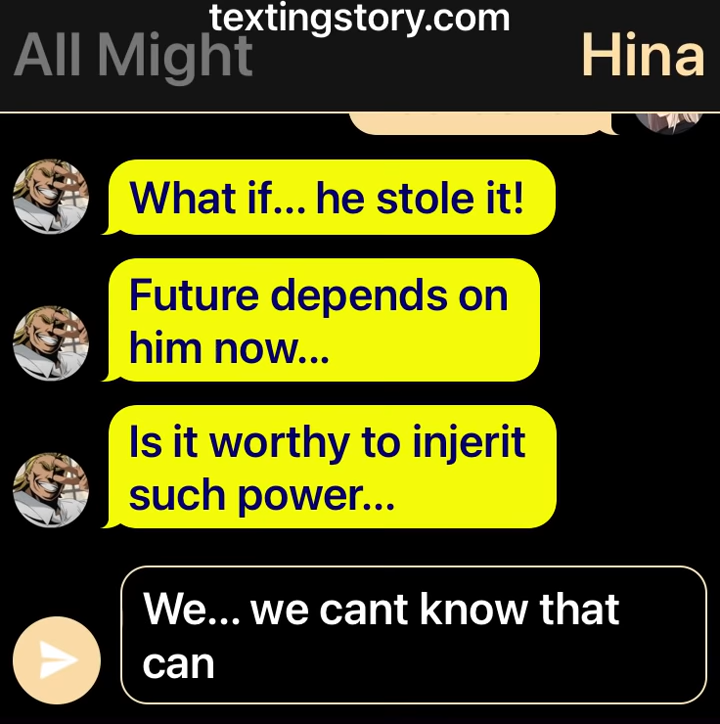 textingstory.com
All Might
Hina
What if... he stole it!
Future depends on
him now...
Is it worthy to injerit
such power...
We... we cant know that
can